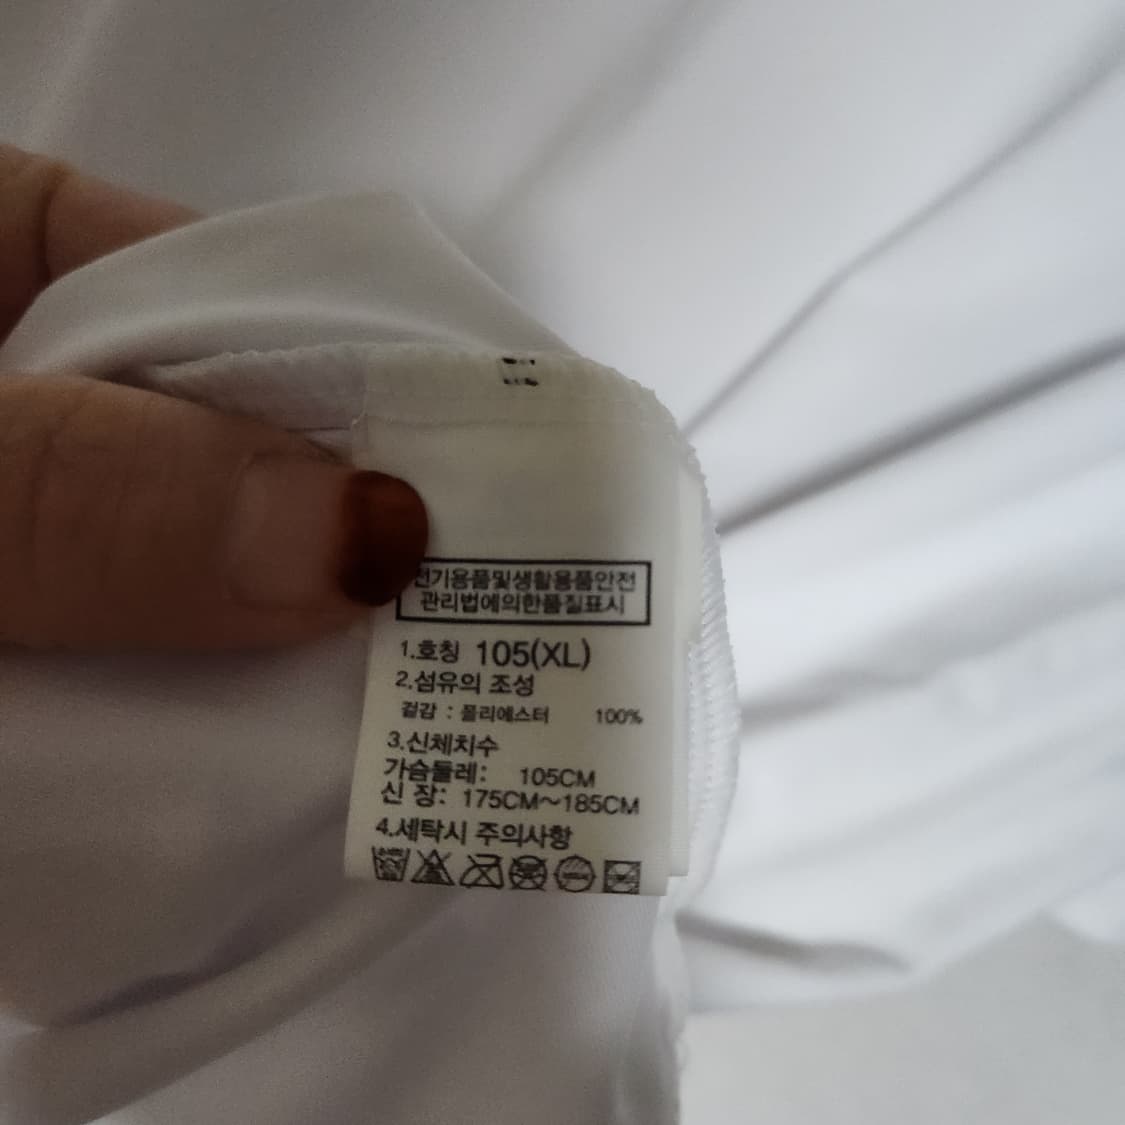 전기용품및생활용품안전
관리법에의한품질표시
1.호칭 105(XL)
2.섬유의 조성
겉감 : 폴리에스터 100%
3.신체치수
가슴둘레: 105CM
신 장: 175CM~185CM
4.세탁시 주의사항